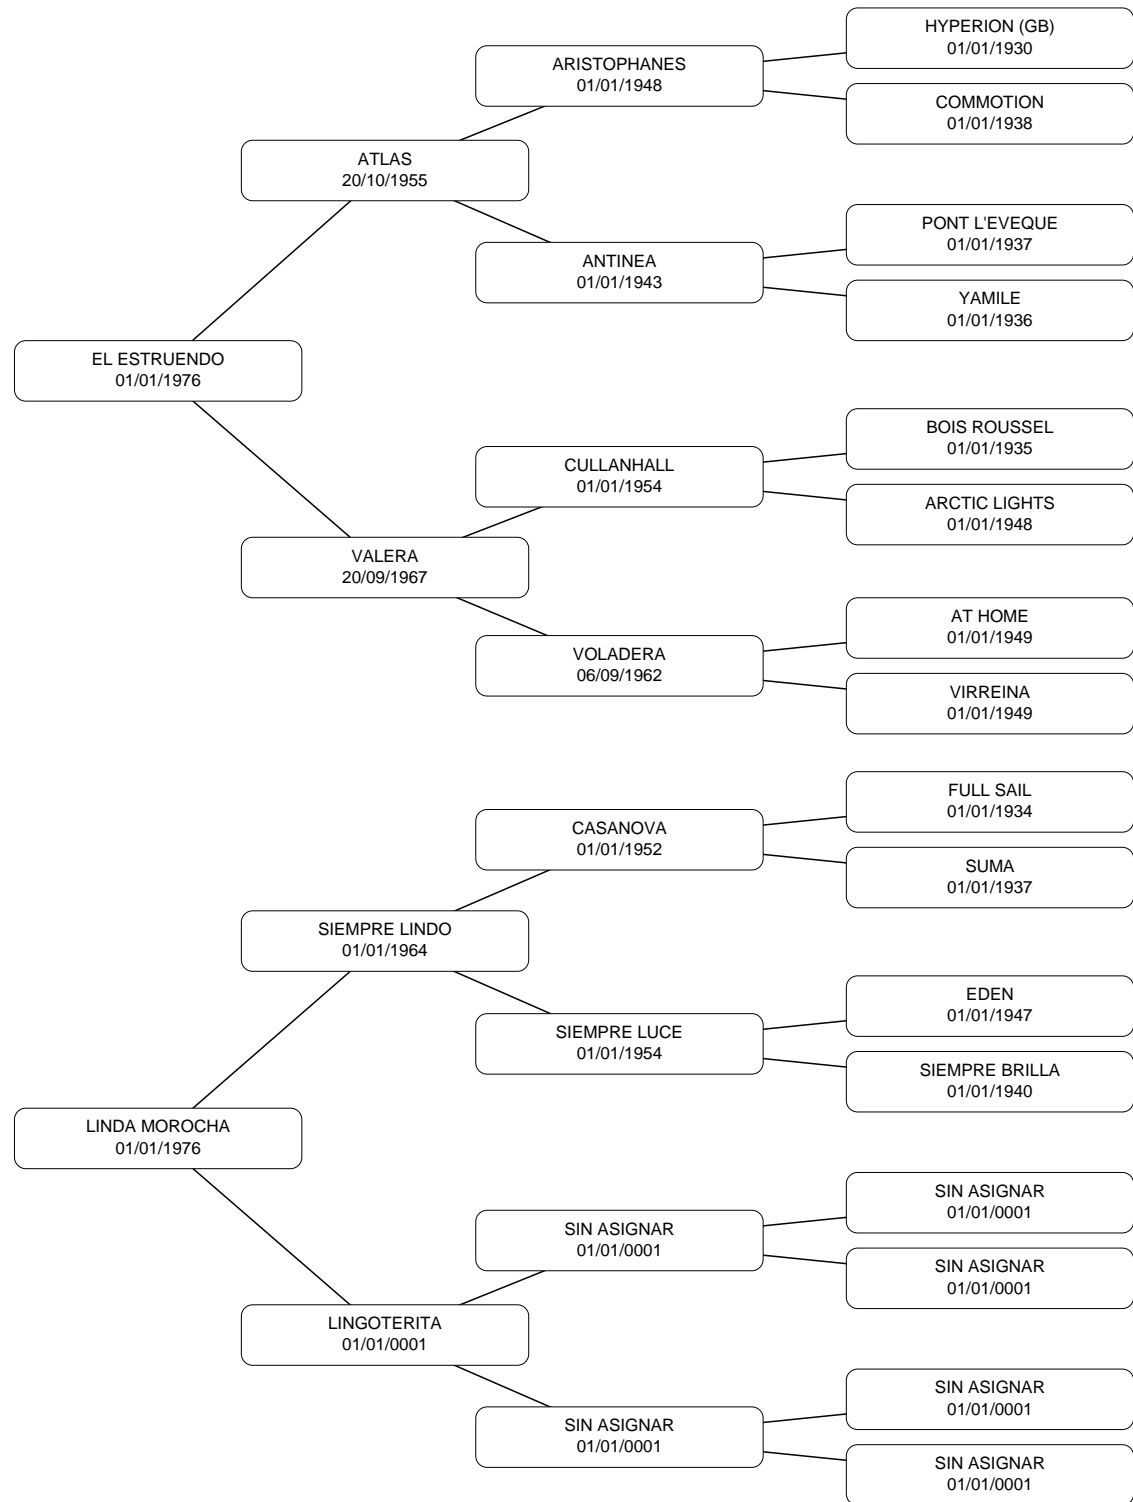 HYPERION (GB)
01/01/1930
ARISTOPHANES
01/01/1948
COMMOTION
01/01/1938
ATLAS
20/10/1955
PONT L'EVEQUE
01/01/1937
ANTINEA
01/01/1943
YAMILE
01/01/1936
EL ESTRUENDO
01/01/1976
BOIS ROUSSEL
01/01/1935
CULLANHALL
01/01/1954
ARCTIC LIGHTS
01/01/1948
VALERA
20/09/1967
AT HOME
01/01/1949
VOLADERA
06/09/1962
VIRREINA
01/01/1949
FULL SAIL
01/01/1934
CASANOVA
01/01/1952
SUMA
01/01/1937
SIEMPRE LINDO
01/01/1964
EDEN
01/01/1947
SIEMPRE LUCE
01/01/1954
SIEMPRE BRILLA
01/01/1940
LINDA MOROCHA
01/01/1976
SIN ASIGNAR
01/01/0001
SIN ASIGNAR
01/01/0001
SIN ASIGNAR
01/01/0001
LINGOTERITA
01/01/0001
SIN ASIGNAR
01/01/0001
SIN ASIGNAR
01/01/0001
SIN ASIGNAR
01/01/0001